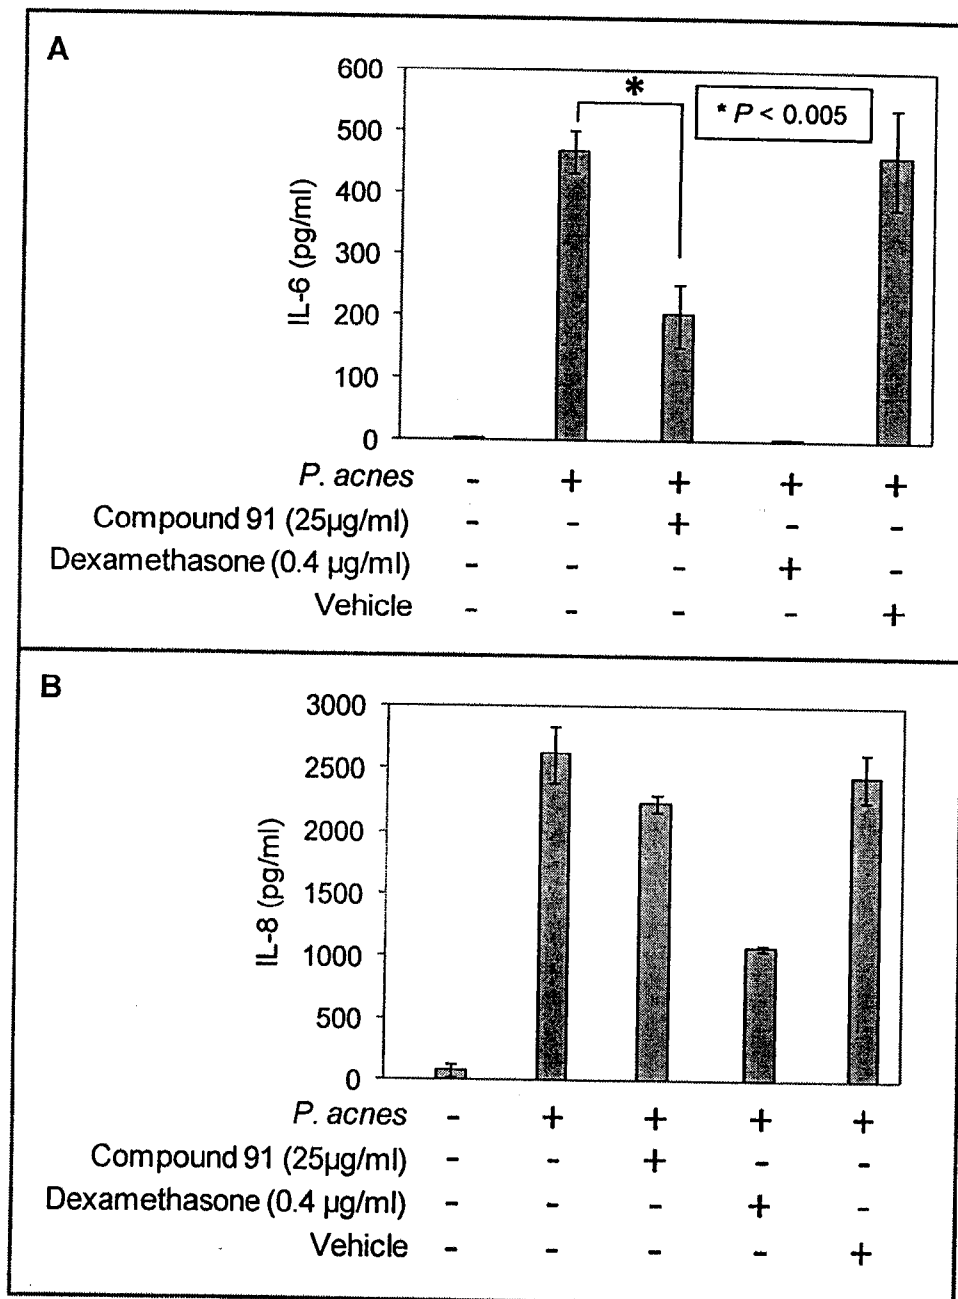 A
600
*
* P < 0.005
500
400
300
200
100
0
IL-6 (pg/ml)
P. acnes - + + + +
Compound 91 (25µg/ml) - - + - -
Dexamethasone (0.4 µg/ml) - - - + -
Vehicle - - - - +
B
3000
2500
2000
1500
1000
500
0
IL-8 (pg/ml)
P. acnes - + + + +
Compound 91 (25µg/ml) - - + - -
Dexamethasone (0.4 µg/ml) - - - + -
Vehicle - - - - +